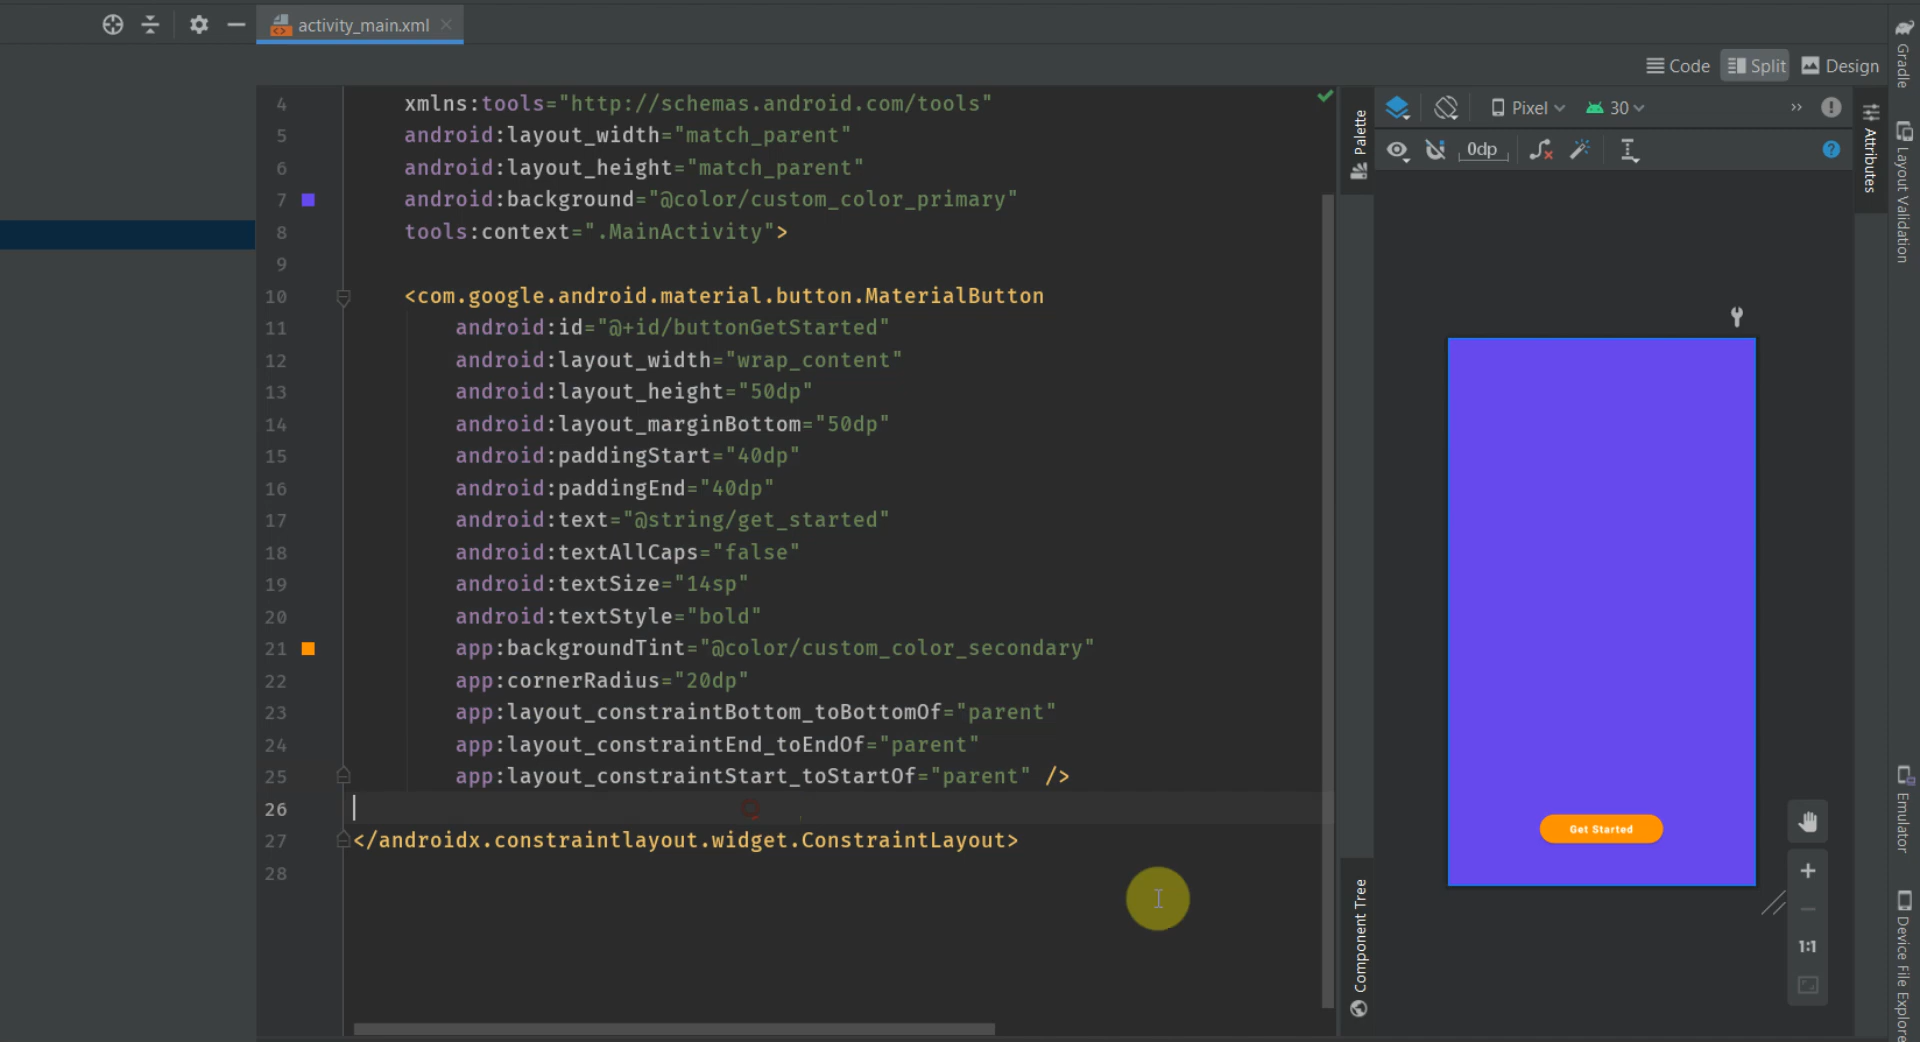 activity_main.xml
Code Split Design
4 xmlns:tools="http://schemas.android.com/tools"
5 android:layout_width="match_parent"
6 android:layout_height="match_parent"
7 android:background="@color/custom_color_primary"
8 tools:context=".MainActivity">
9
10 <com.google.android.material.button.MaterialButton
11 android:id="@+id/buttonGetStarted"
12 android:layout_width="wrap_content"
13 android:layout_height="50dp"
14 android:layout_marginBottom="50dp"
15 android:paddingStart="40dp"
16 android:paddingEnd="40dp"
17 android:text="@string/get_started"
18 android:textAllCaps="false"
19 android:textSize="14sp"
20 android:textStyle="bold"
21 app:backgroundTint="@color/custom_color_secondary"
22 app:cornerRadius="20dp"
23 app:layout_constraintBottom_toBottomOf="parent"
24 app:layout_constraintEnd_toEndOf="parent"
25 app:layout_constraintStart_toStartOf="parent" />
26
27 </androidx.constraintlayout.widget.ConstraintLayout>
28
Palette
Component Tree
Pixel 30 »
0dp
Get Started
1:1
Attributes
Gradle
Layout Validation
Emulator
Device File Explore